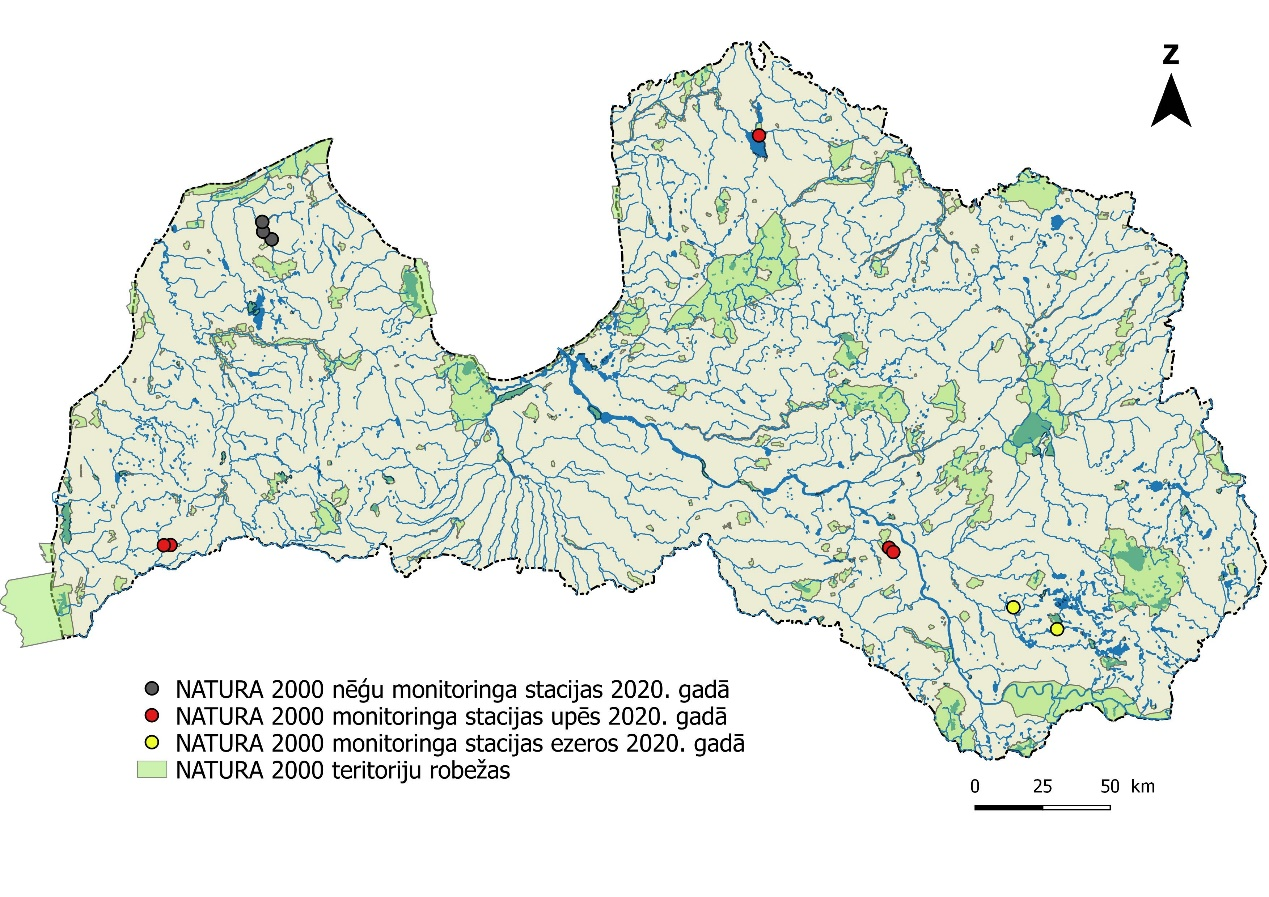 Z
NATURA 2000 nēģu monitoringa stacijas 2020. gadā
NATURA 2000 monitoringa stacijas upēs 2020. gadā
NATURA 2000 monitoringa stacijas ezeros 2020. gadā
NATURA 2000 teritoriju robežas
0 25 50 km